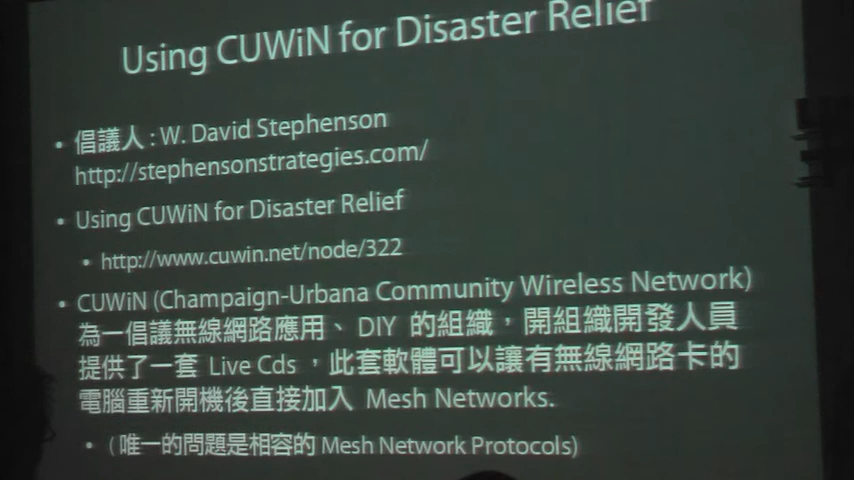 Using CUWiN for Disaster Relief
• 倡議人 : W. David Stephenson
http://stephensonstrategies.com/
• Using CUWiN for Disaster Relief
• http://www.cuwin.net/node/322
• CUWiN (Champaign-Urbana Community Wireless Network)
為一倡議無線網路應用、DIY 的組織，開組織開發人員
提供了一套 Live Cds ，此套軟體可以讓有無線網路卡的
電腦重新開機後直接加入 Mesh Networks.
• ( 唯一的問題是相容的 Mesh Network Protocols)